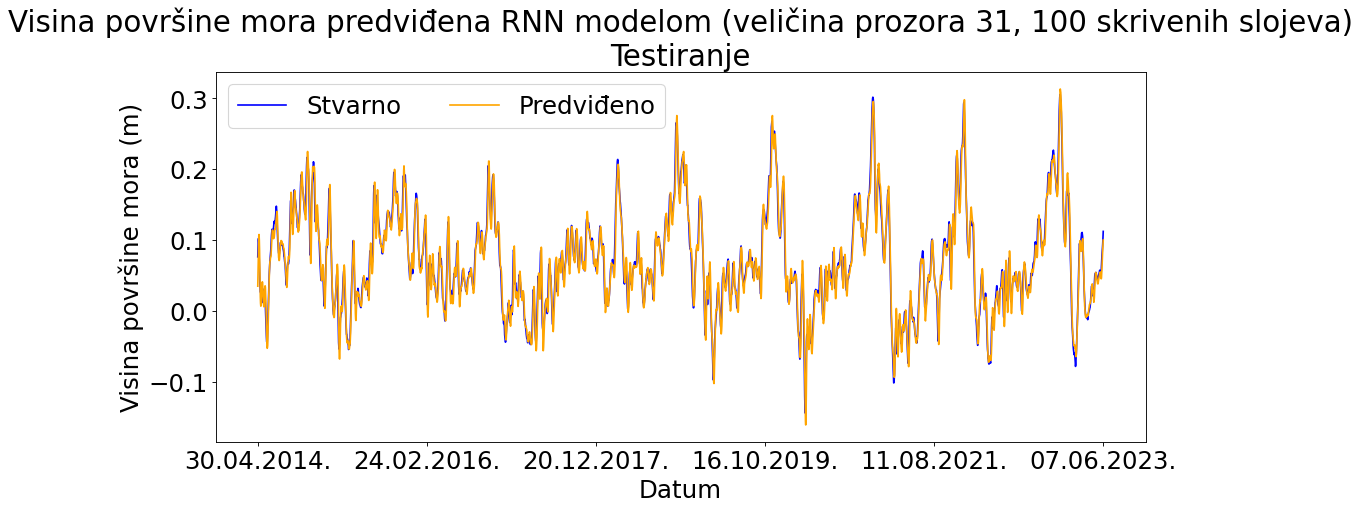 Visina površine mora predviđena RNN modelom (veličina prozora 31, 100 skrivenih slojeva)
Testiranje
Stvarno Predviđeno
Visina površine mora (m)
0.3
0.2
0.1
0.0
−0.1
30.04.2014. 24.02.2016. 20.12.2017. 16.10.2019. 11.08.2021. 07.06.2023.
Datum